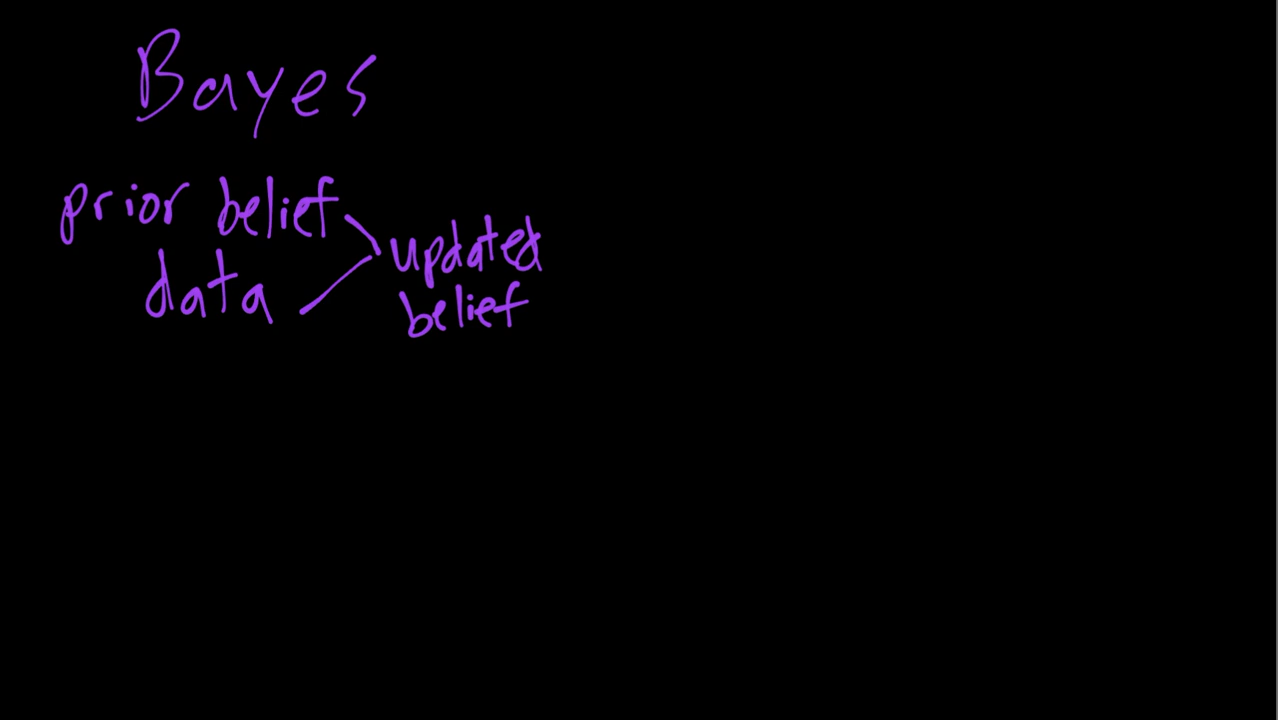 Bayes
prior belief
data
updated
belief